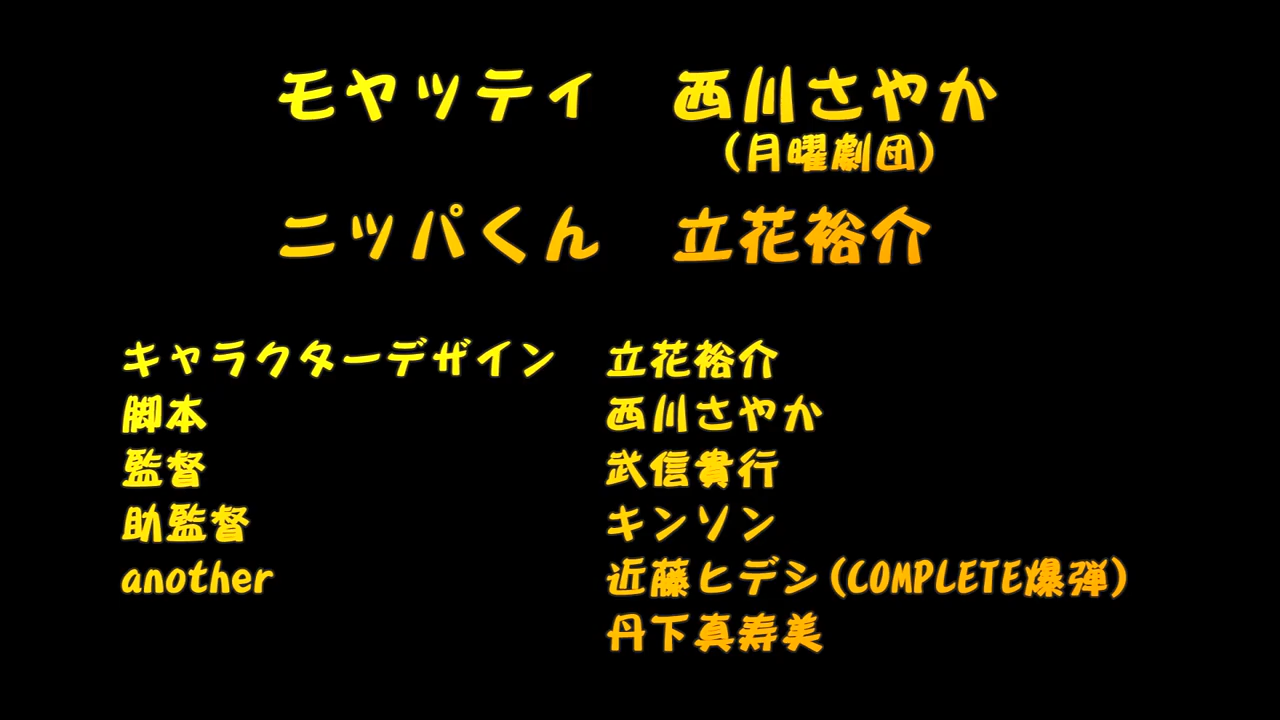 モヤッティ 西川さやか
(月曜劇団)
ニッパくん 立花裕介
キャラクターデザイン 立花裕介
脚本 西川さやか
監督 武信貴行
助監督 キンソン
another 近藤ヒデシ(COMPLETE爆弾)
丹下真寿美